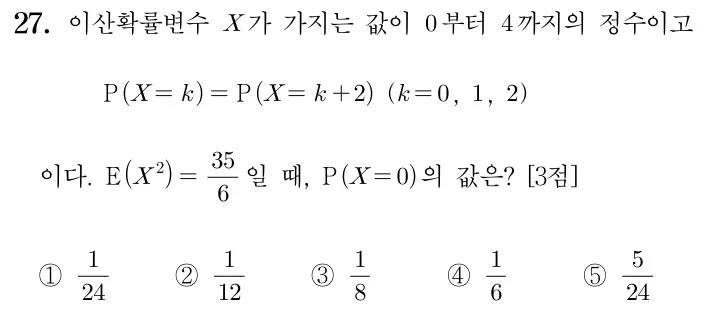 27. 이산확률변수 X가 가지는 값이 0부터 4까지의 정수이고
P(X=k)=P(X=k+2) (k=0, 1, 2)
이다. E(X²)=35/6 일 때, P(X=0)의 값은? [3점]
① 1/24 ② 1/12 ③ 1/8 ④ 1/6 ⑤ 5/24